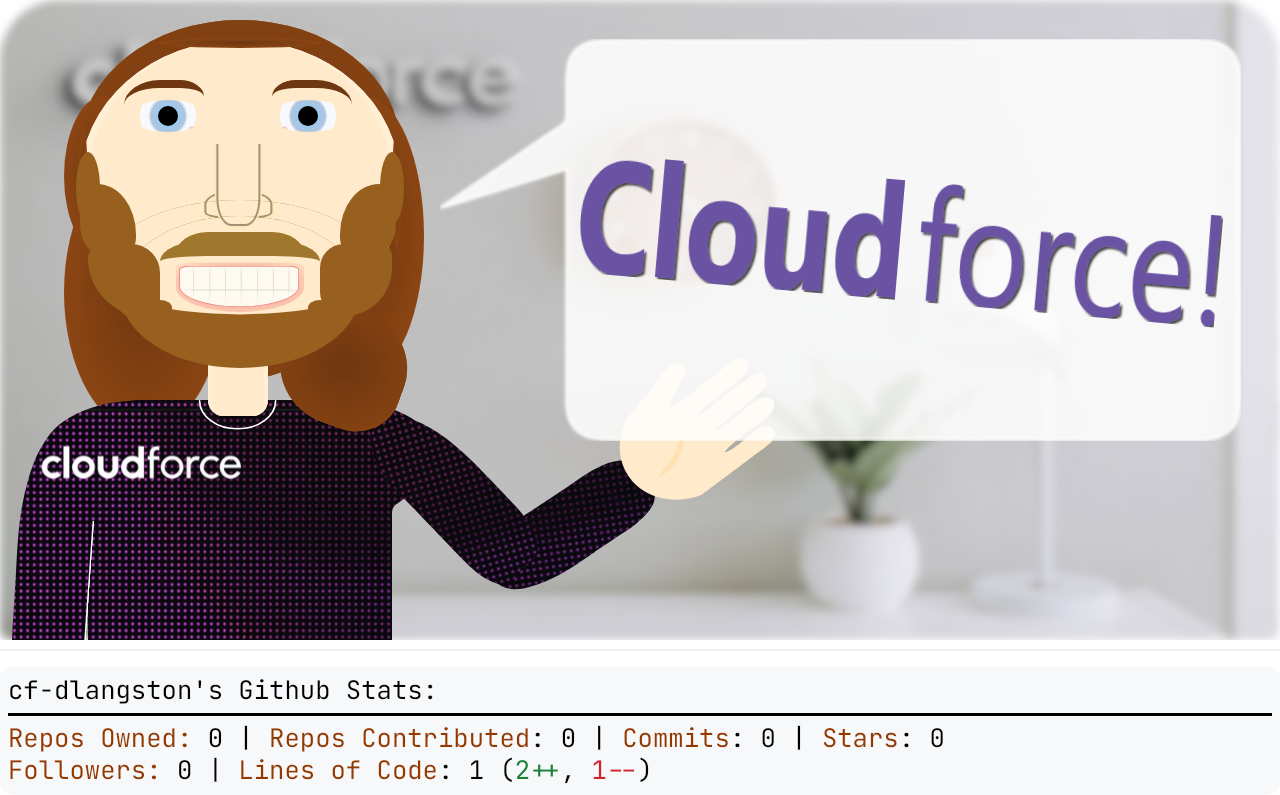 Cloudforce!
cloudforce
cf-dlangston's Github Stats:
Repos Owned: 0 | Repos Contributed: 0 | Commits: 0 | Stars: 0
Followers: 0 | Lines of Code: 1 (2++, 1--)